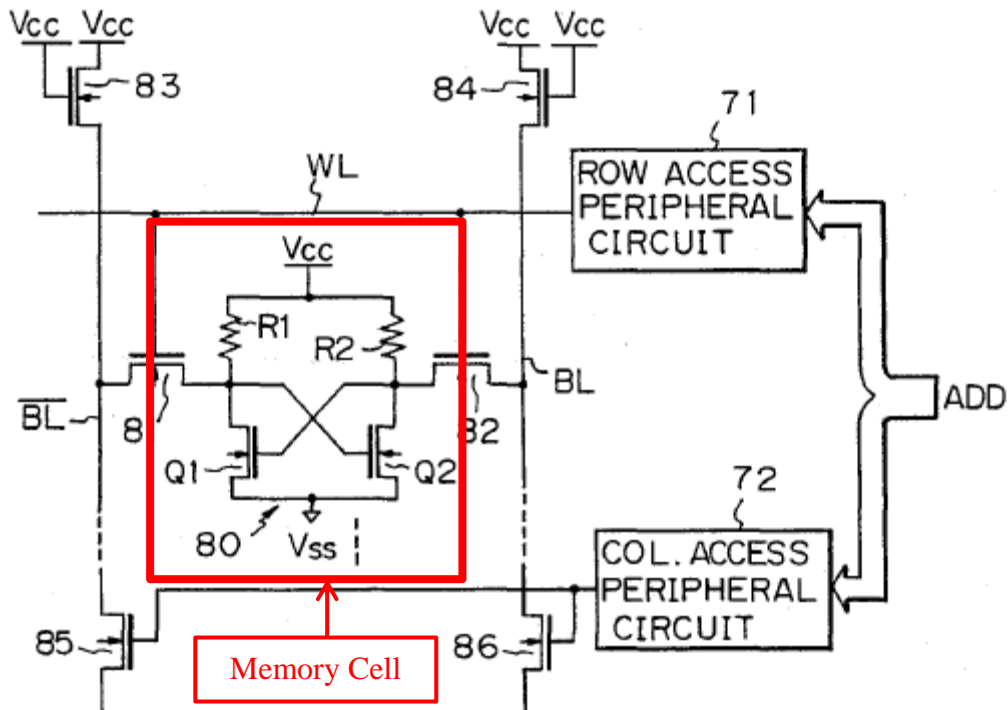 Vcc Vcc
Vcc Vcc
83
84
71
WL
ROW ACCESS
PERIPHERAL
CIRCUIT
Vcc
R1
R2
BL
ADD
BL
8
82
Q1
Q2
72
80
Vss
COL. ACCESS
PERIPHERAL
CIRCUIT
85
86
Memory Cell